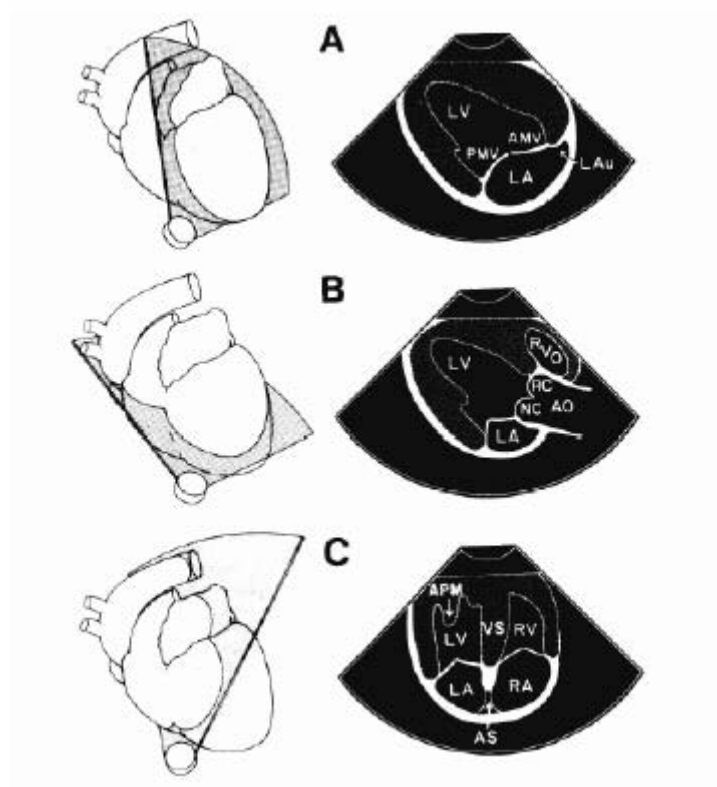 A
LV
AMV
PMV
LAu
LA
B
RVO
LV
RC
NC AO
LA
C
APM
LV VS RV
LA RA
AS